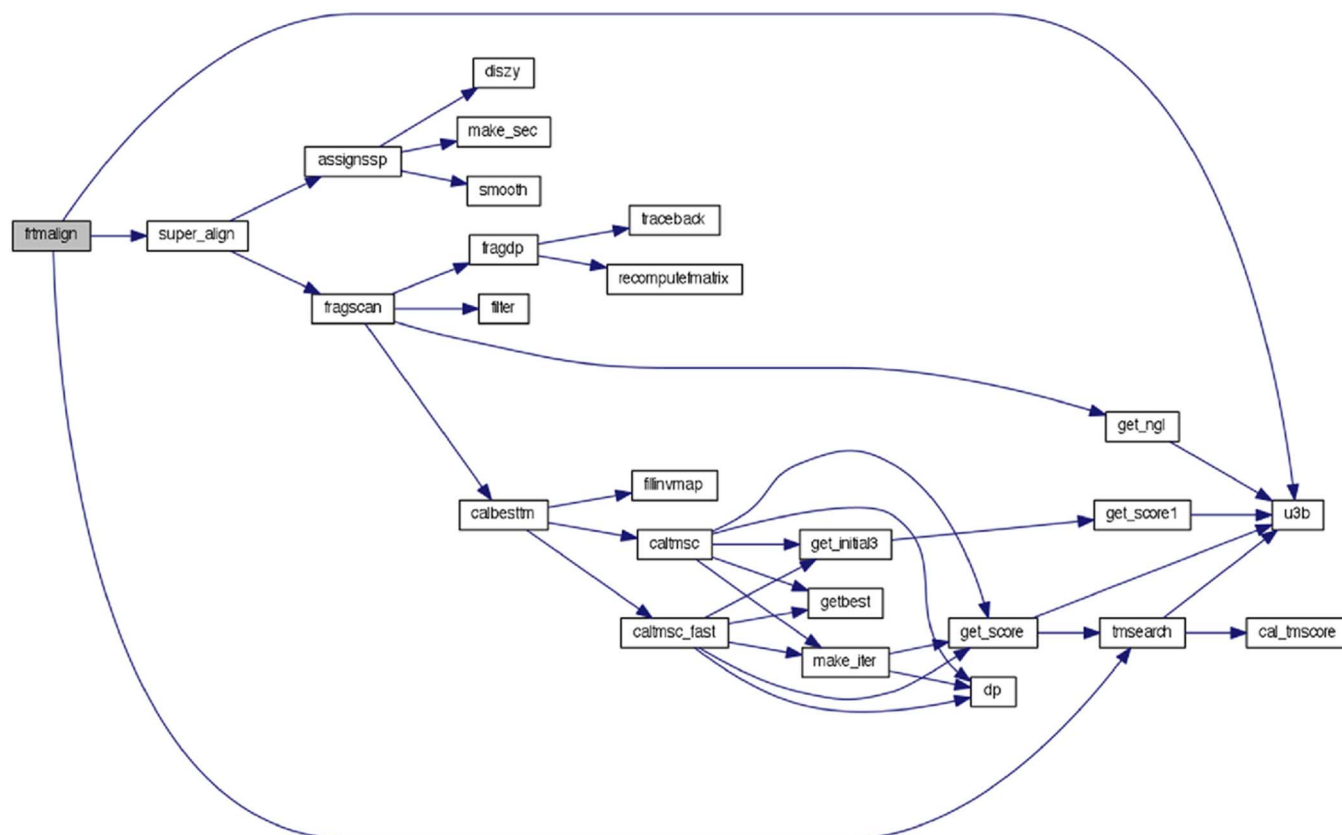 diszy
make_sec
assignssp
smooth
frtmalign
super_align
traceback
fragdp
recomputefmatrix
fragscan
filter
get_ngl
fillinvmap
calbesttm
get_score1
u3b
caltmsc
get_initial3
getbest
caltmsc_fast
get_score
tmsearch
cal_tmscore
make_iter
dp